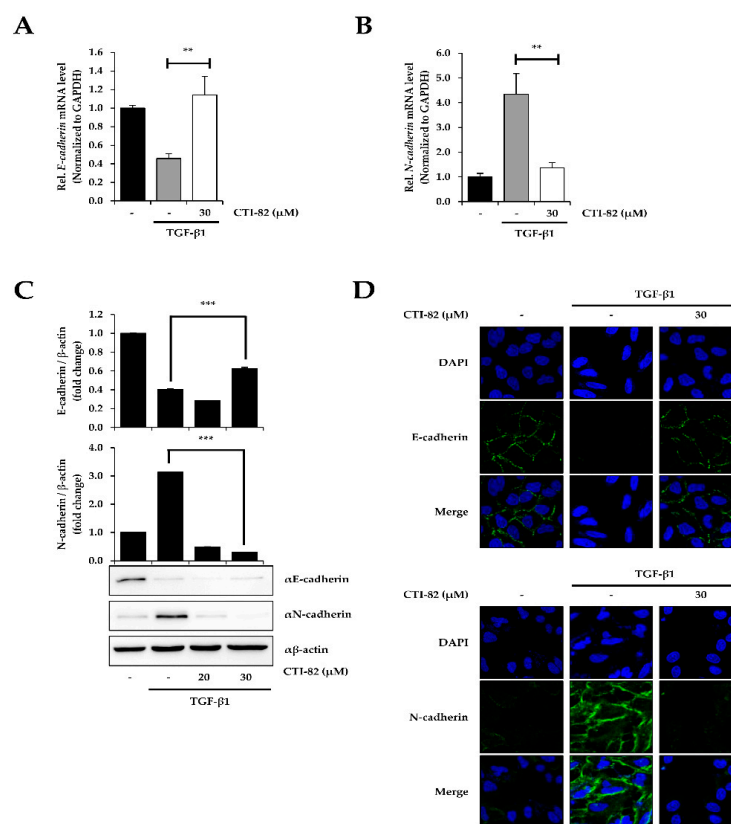 A
Rel. E-cadherin mRNA level
(Normalized to GAPDH)
1.6
1.4
1.2
1.0
0.8
0.6
0.4
0.2
0.0
**
- - 30 CTI-82 (μM)
TGF-β1
B
Rel. N-cadherin mRNA level
(Normalized to GAPDH)
6.0
5.0
4.0
3.0
2.0
1.0
0.0
**
- - 30 CTI-82 (μM)
TGF-β1
C
E-cadherin / β-actin
(fold change)
1.2
1.0
0.8
0.6
0.4
0.2
0.0
***
N-cadherin / β-actin
(fold change)
4.0
3.0
2.0
1.0
0.0
***
αE-cadherin
αN-cadherin
αβ-actin
- - 20 30 CTI-82 (μM)
TGF-β1
D
TGF-β1
CTI-82 (μM) - - 30
DAPI
E-cadherin
Merge
TGF-β1
CTI-82 (μM) - - 30
DAPI
N-cadherin
Merge